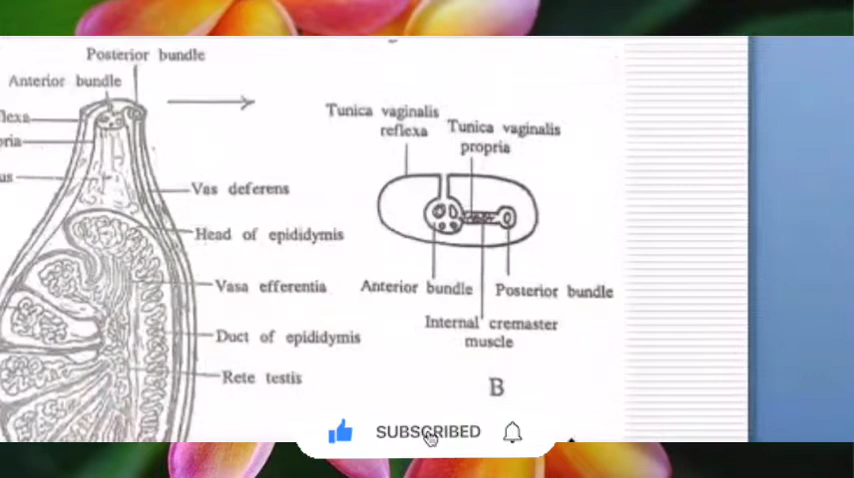 Posterior bundle
Anterior bundle
Tunica vaginalis
reflexa
Tunica vaginalis
propria
Vas deferens
Head of epididymis
Vasa efferentia
Anterior bundle
Posterior bundle
Internal cremaster
muscle
Duct of epididymis
Rete testis
B
SUBSCRIBED